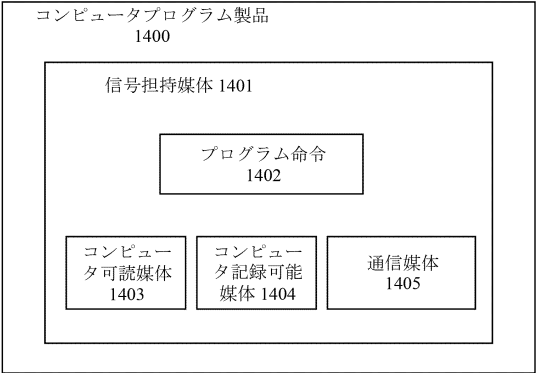 コンピュータプログラム製品
1400
信号担持媒体 1401
プログラム命令
1402
コンピュー
タ可読媒体
1403
コンピュー
タ記録可能
媒体 1404
通信媒体
1405